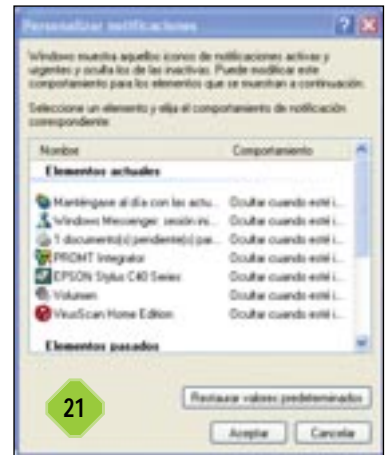 Personalizar notificaciones
Windows muestra aquellos iconos de notificaciones activas y
urgentes y oculta los de las inactivas. Puede modificar este
comportamiento para los elementos que se muestran a continuación.
Seleccione un elemento y elija el comportamiento de notificación
correspondiente:
Nombre Comportamiento
Elementos actuales
Manténgase al día con las actu... Ocultar cuando esté i...
Windows Messenger: sesión ini... Ocultar cuando esté i...
1 documento(s) pendiente(s) par... Ocultar cuando esté i...
PROMT Integrator Ocultar cuando esté i...
EPSON Stylus C40 Series Ocultar cuando esté i...
Volumen Ocultar cuando esté i...
VirusScan Home Edition Ocultar cuando esté i...
Elementos pasados
21
Restaurar valores predeterminados
Aceptar Cancelar